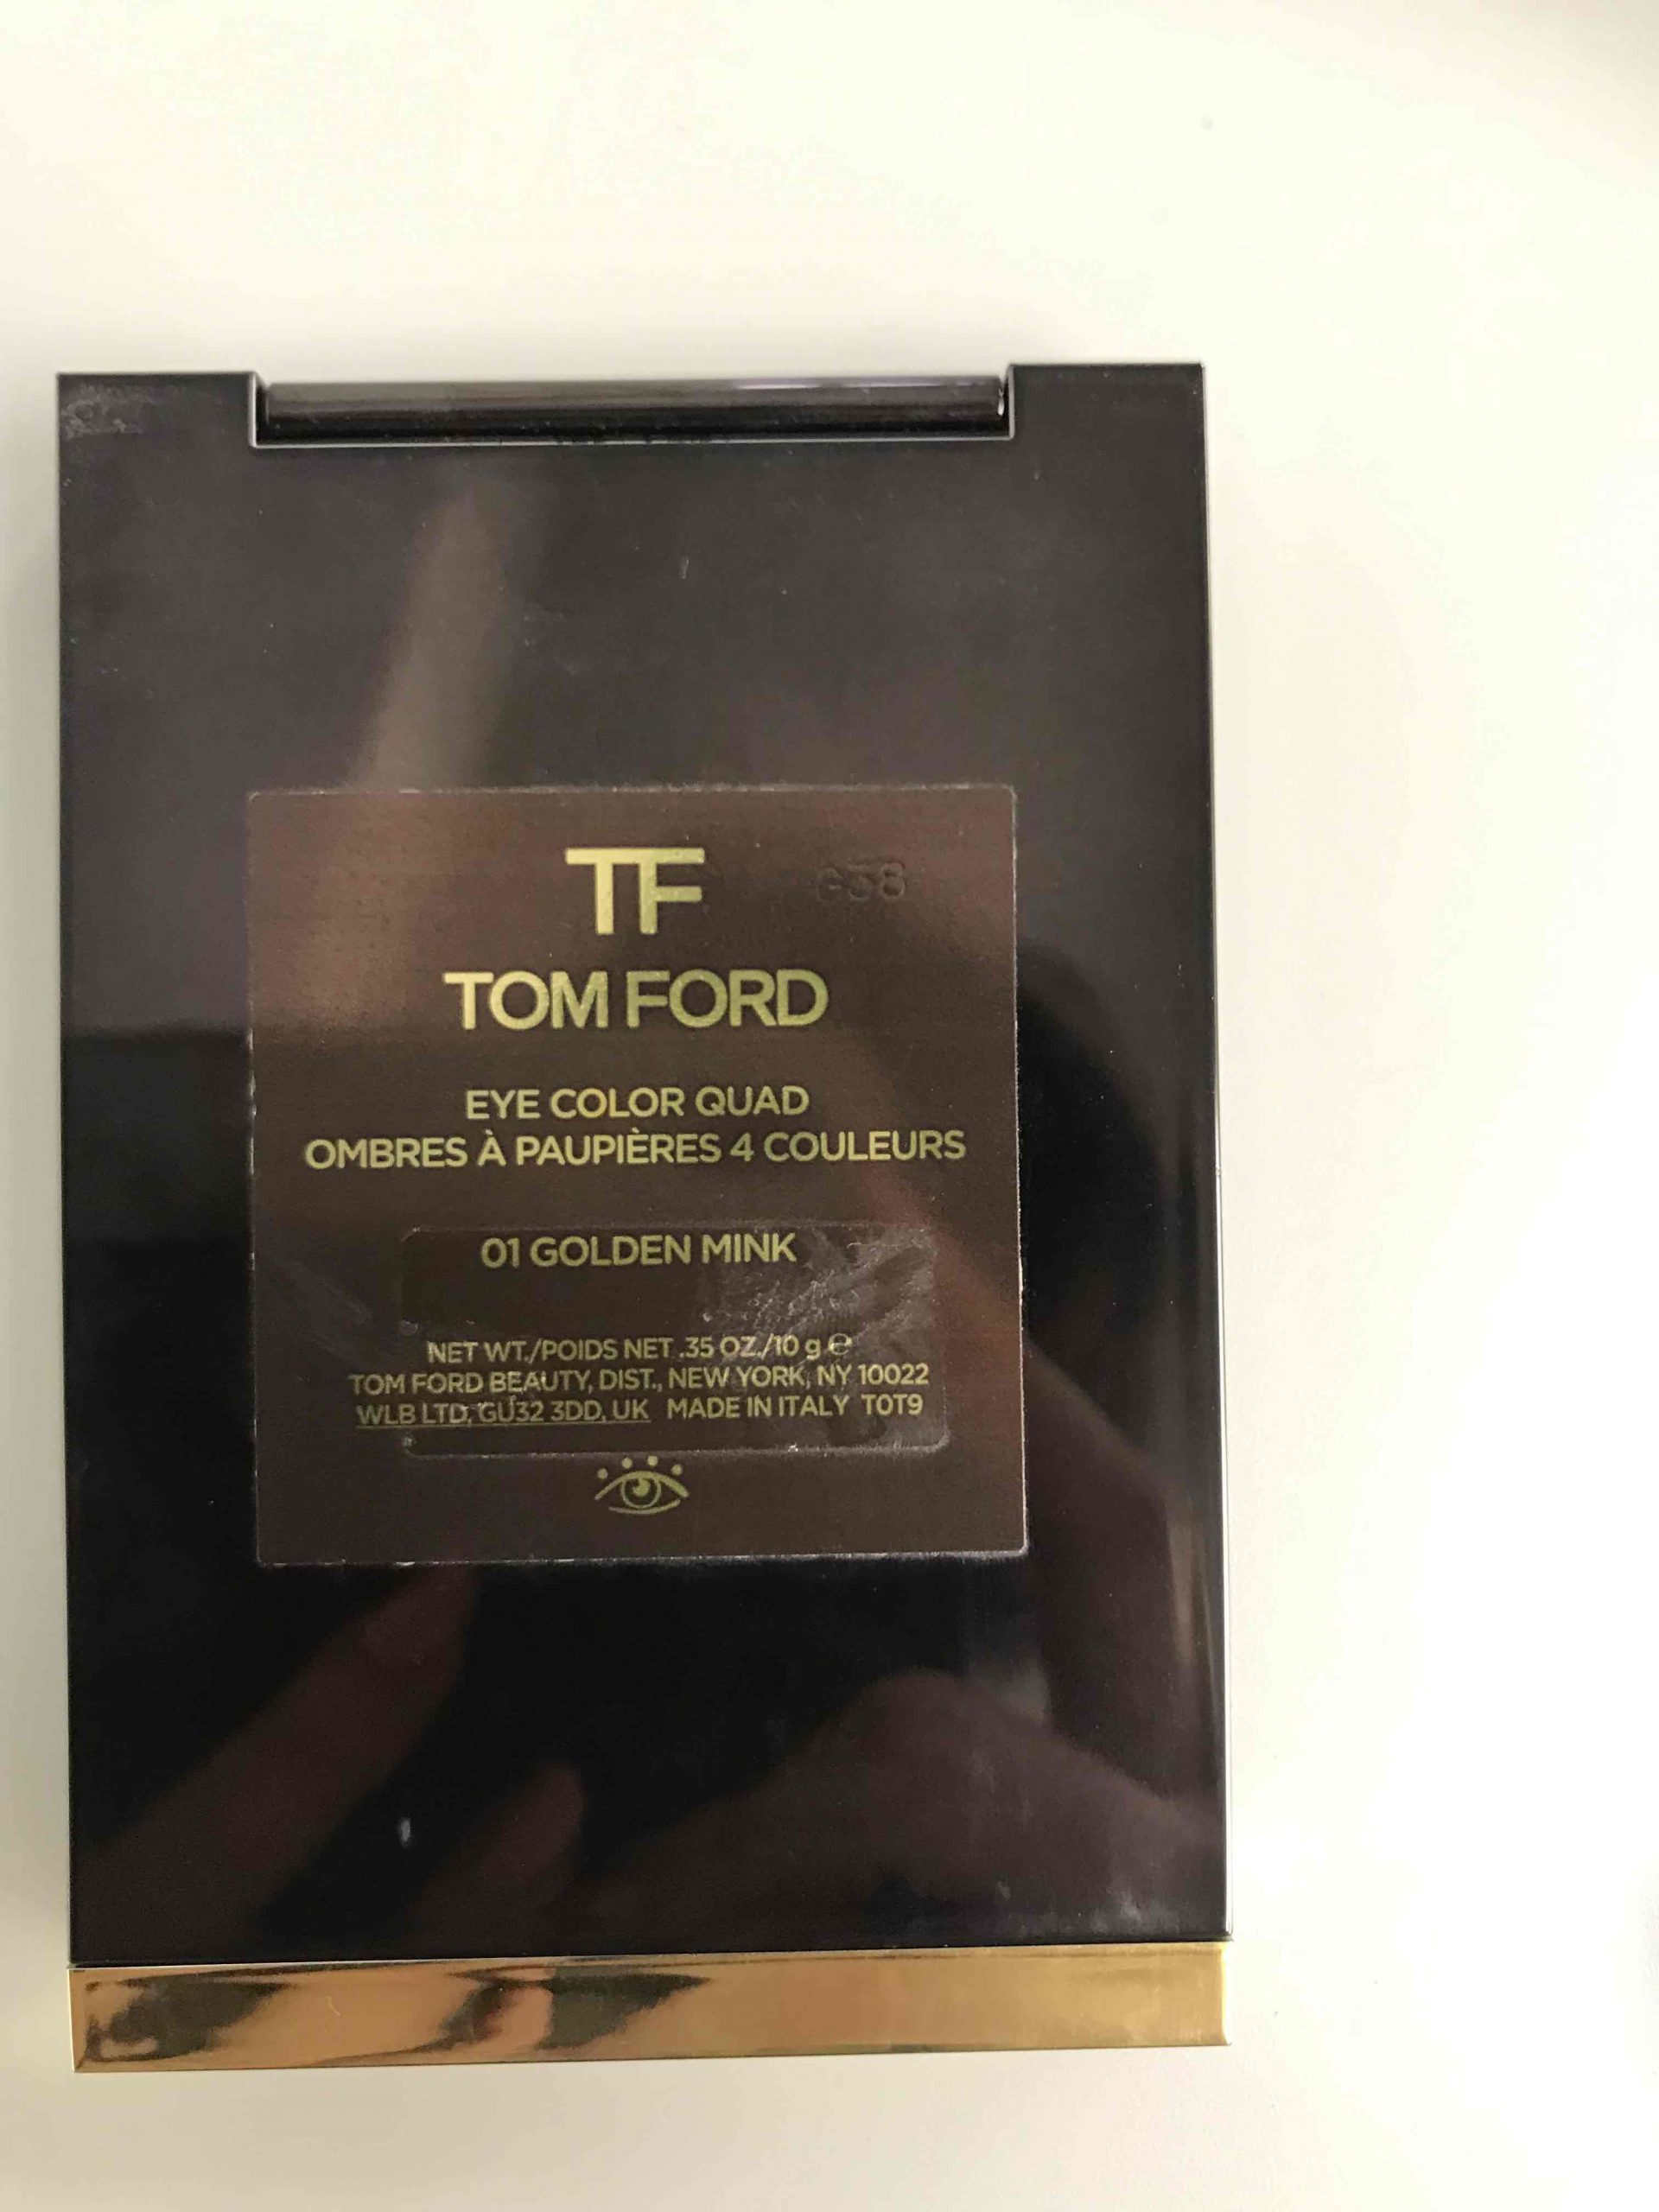 TF
TOM FORD
EYE COLOR QUAD
OMBRES À PAUPIÈRES 4 COULEURS
01 GOLDEN MINK
NET WT./POIDS NET .35 OZ./10 g ℮
TOM FORD BEAUTY, DIST., NEW YORK, NY 10022
WLB LTD, GU32 3DD, UK MADE IN ITALY T0T9